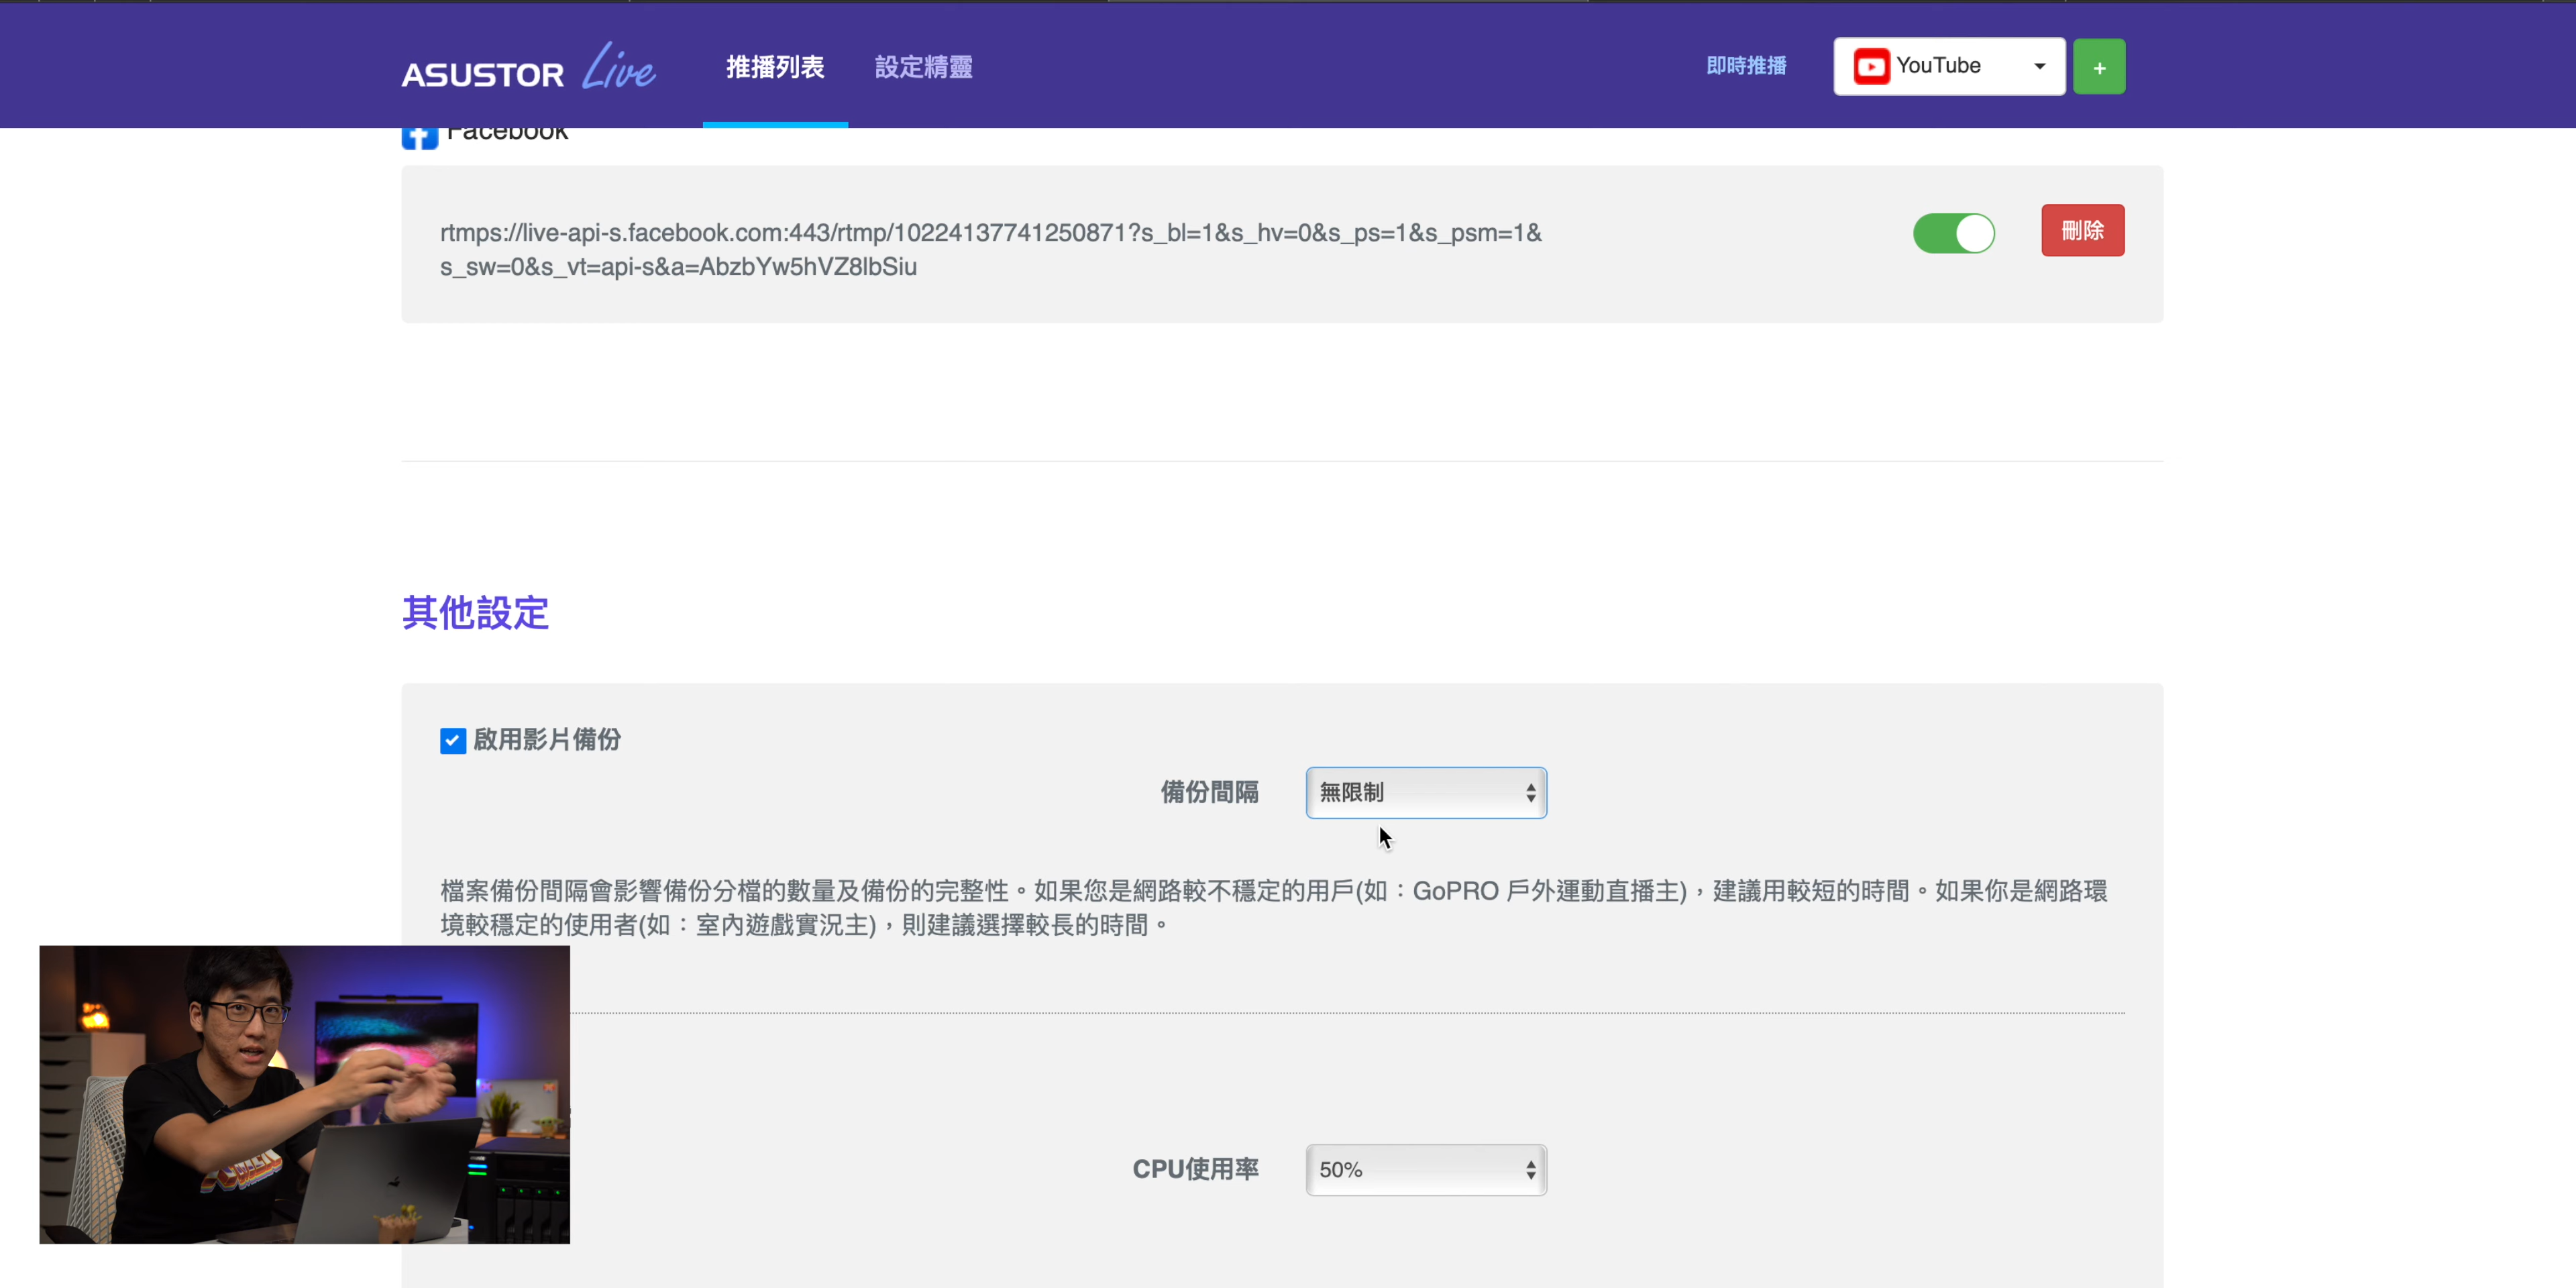 ASUSTOR Live
推播列表
設定精靈
即時推播
YouTube
+
Facebook
rtmps://live-api-s.facebook.com:443/rtmp/10224137741250871?s_bl=1&s_hv=0&s_ps=1&s_psm=1&
s_sw=0&s_vt=api-s&a=AbzbYw5hVZ8lbSiu
刪除
其他設定
啟用影片備份
備份間隔
無限制
檔案備份間隔會影響備份分檔的數量及備份的完整性。如果您是網路較不穩定的用戶(如：GoPRO 戶外運動直播主)，建議用較短的時間。如果你是網路環
境較穩定的使用者(如：室內遊戲實況主)，則建議選擇較長的時間。
CPU使用率
50%